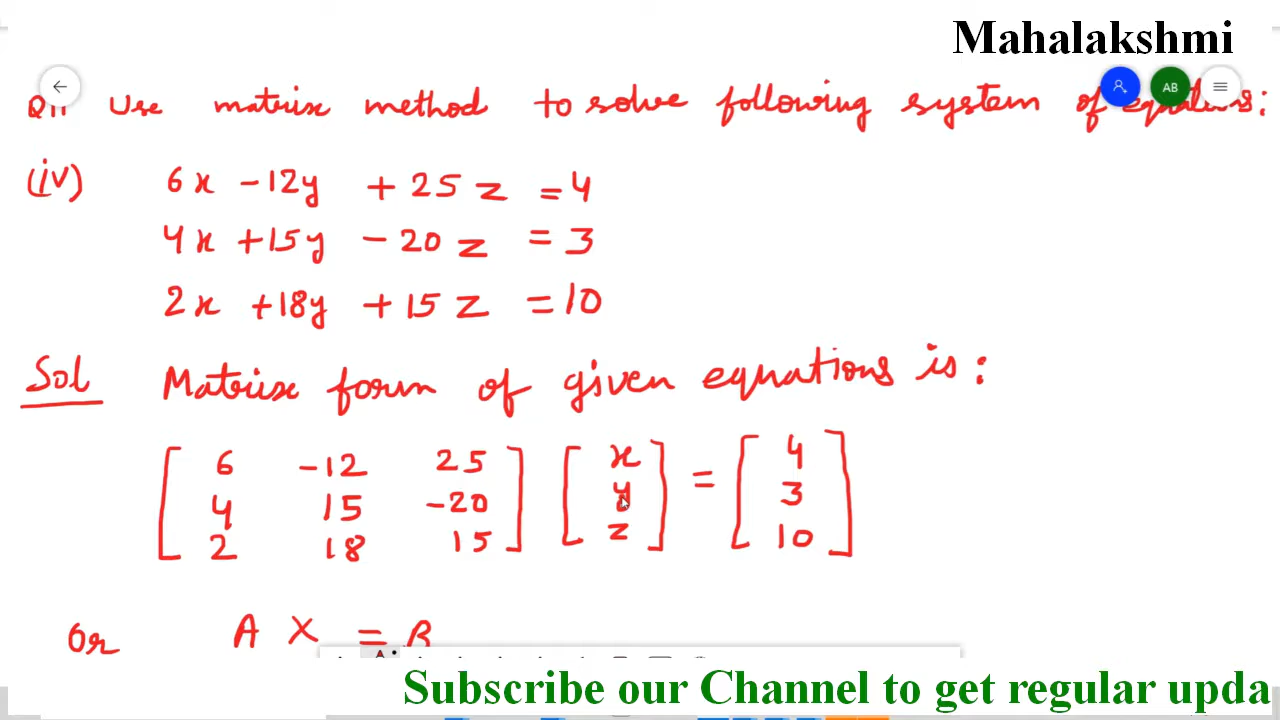 Mahalakshmi
Q11 Use matrix method to solve following system of equations:
AB
(iv) 6x -12y + 25z = 4
4x +15y - 20z = 3
2x +18y + 15z = 10
Sol Matrix form of given equations is:
[ 6 -12 25 ] [ x ] = [ 4 ]
[ 4 15 -20 ] [ y ] [ 3 ]
[ 2 18 15 ] [ z ] [ 10 ]
Or A X = B
Subscribe our Channel to get regular upda